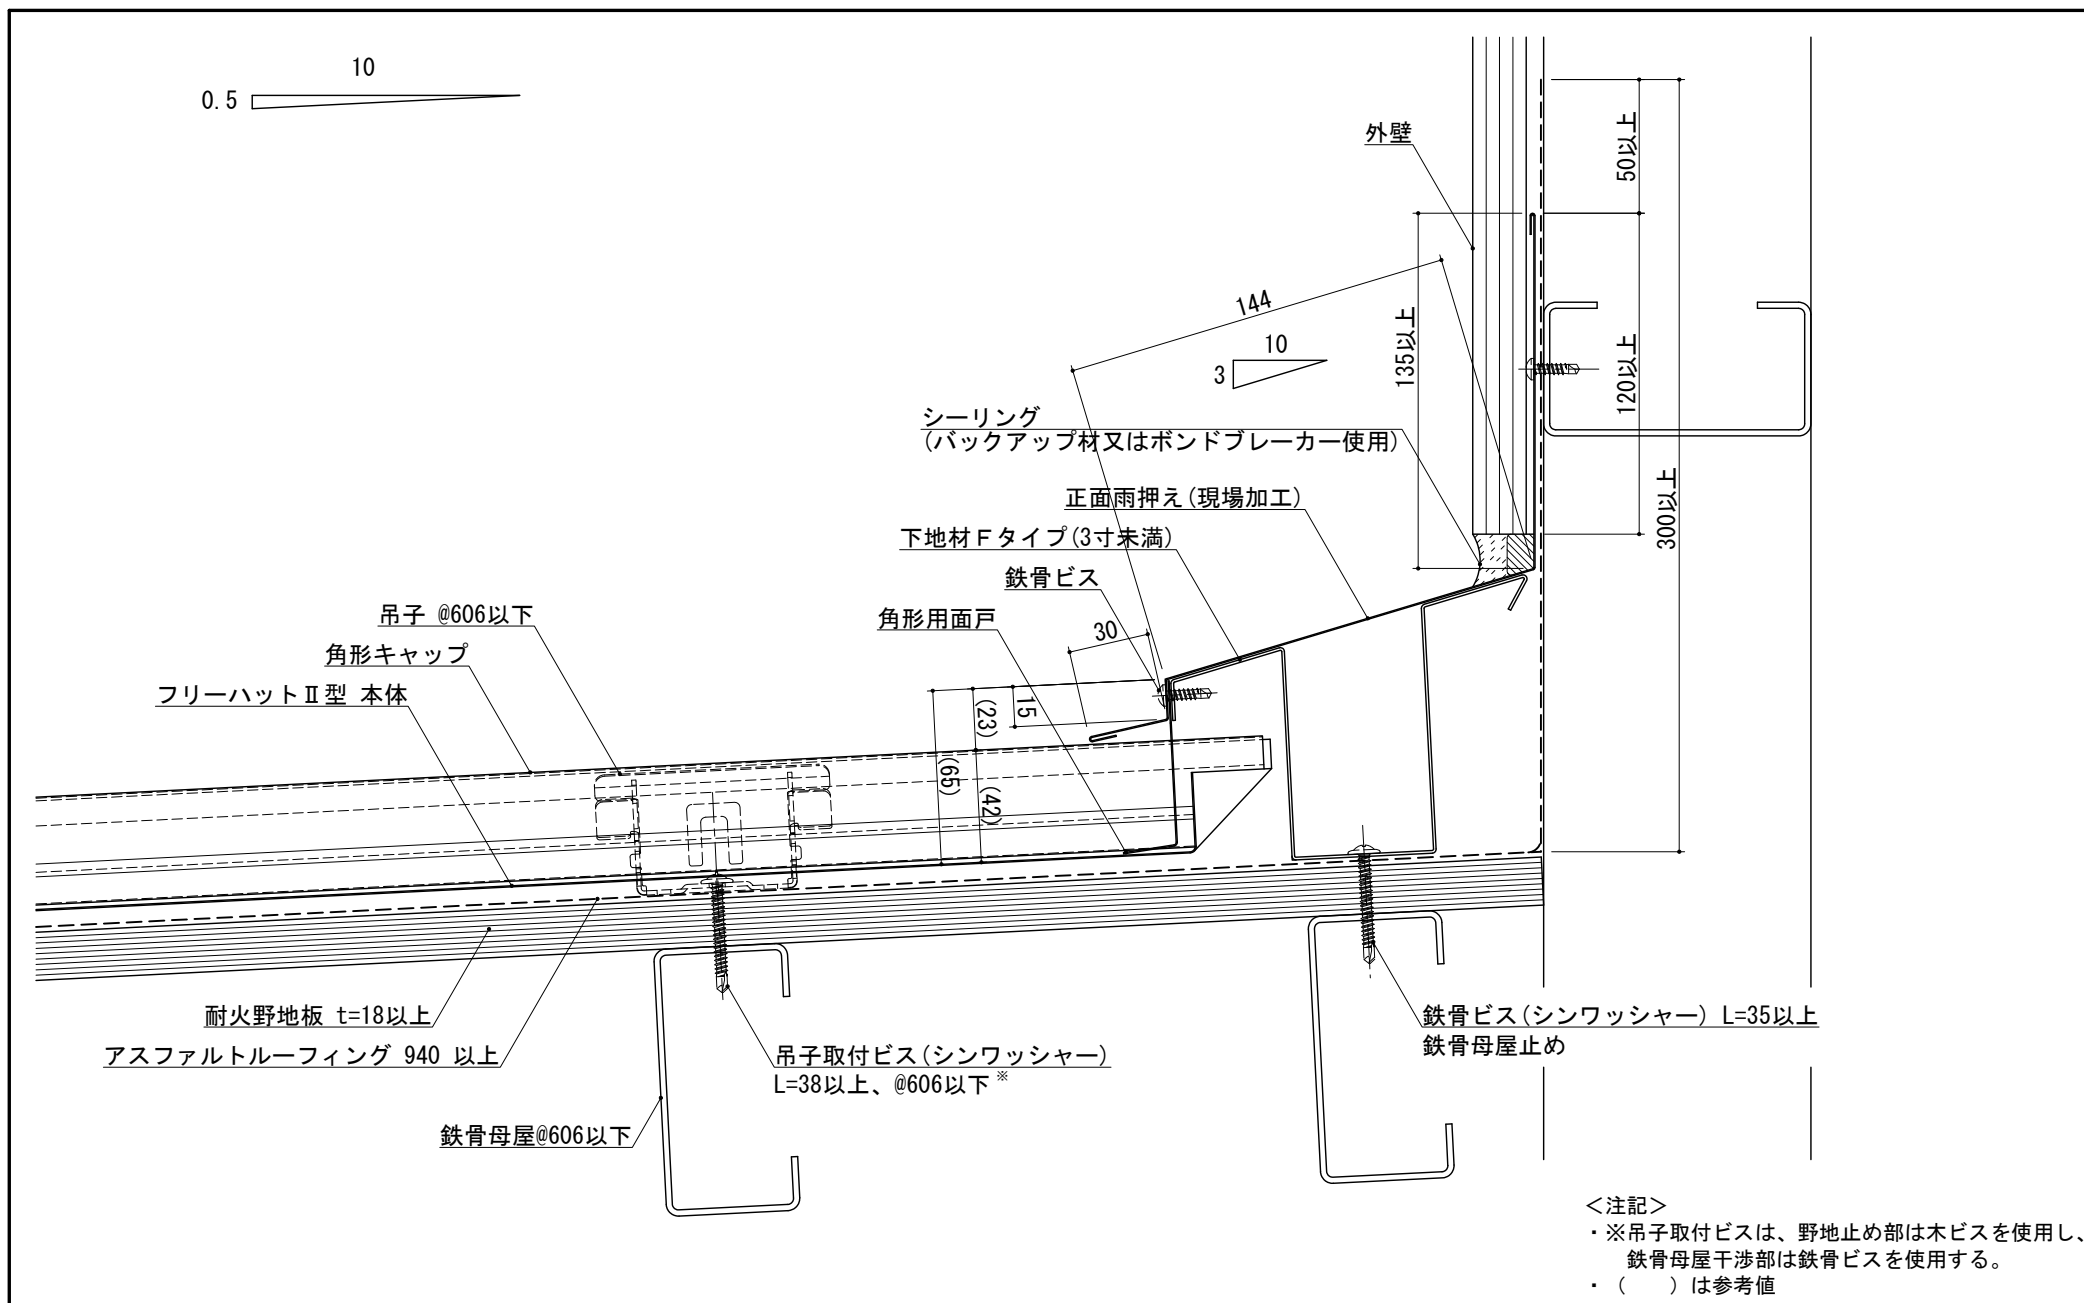 10
0.5
外壁
50以上
144
10
3
135以上
120以上
300以上
シーリング
(バックアップ材又はボンドブレーカー使用)
正面雨押え(現場加工)
下地材Fタイプ(3寸未満)
鉄骨ビス
角形用面戸
30
吊子 @606以下
角形キャップ
フリーハットⅡ型 本体
15
(23)
(65)
(42)
耐火野地板 t=18以上
アスファルトルーフィング 940 以上
吊子取付ビス(シンワッシャー)
L=38以上、@606以下※
鉄骨母屋@606以下
鉄骨ビス(シンワッシャー) L=35以上
鉄骨母屋止め
<注記>
・※吊子取付ビスは、野地止め部は木ビスを使用し、
鉄骨母屋干渉部は鉄骨ビスを使用する。
・(　　)は参考値